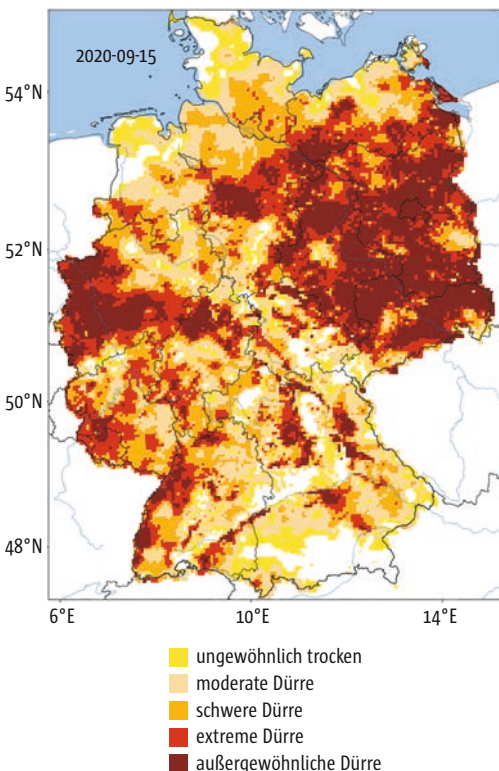 2020-09-15
54°N
52°N
50°N
48°N
6°E 10°E 14°E
ungewöhnlich trocken
moderate Dürre
schwere Dürre
extreme Dürre
außergewöhnliche Dürre